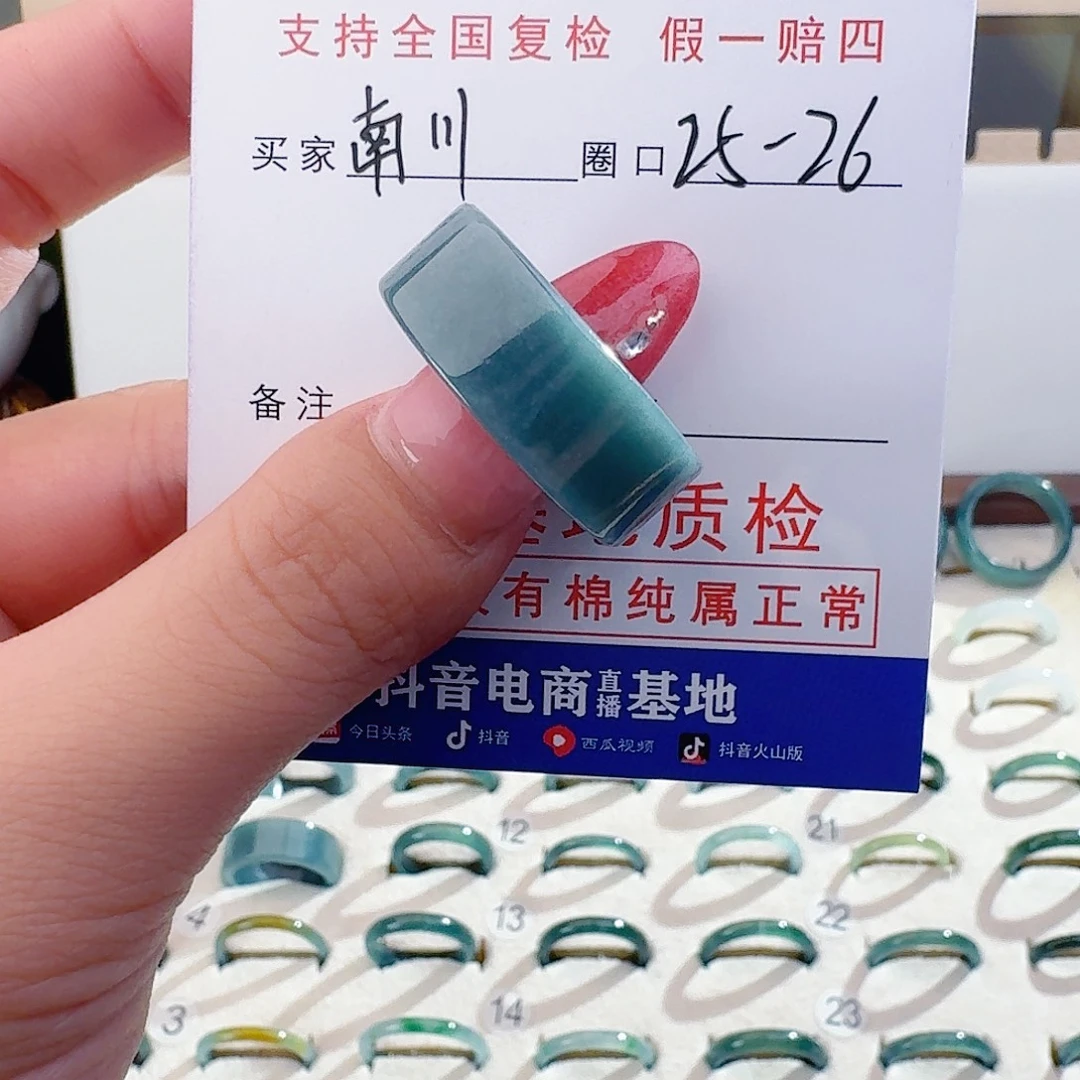 支持全国复检 假一赔四
买家 南川 圈口 25-26
备注
质检
有棉纯属正常
抖音电商直播基地
今日头条 抖音 西瓜视频 抖音火山版
12 21
4 13 22
3 14 23